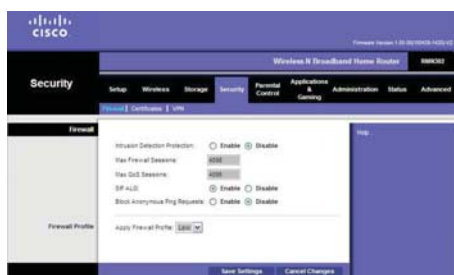 CISCO
Wireless-N Broadband Home Router
Security
Setup Wireless Storage Security Parental Control Applications & Gaming Administration Status Advanced
Firewall Certificates VPN
Firewall
Help
Intrusion Detection Protection: Enable Disable
Max Firewall Sessions: 4096
Max QoS Sessions:
SIP ALG: Enable Disable
Block Anonymous Ping Requests: Enable Disable
Firewall Profile
Apply Firewall Profile: Low
Save Settings Cancel Changes